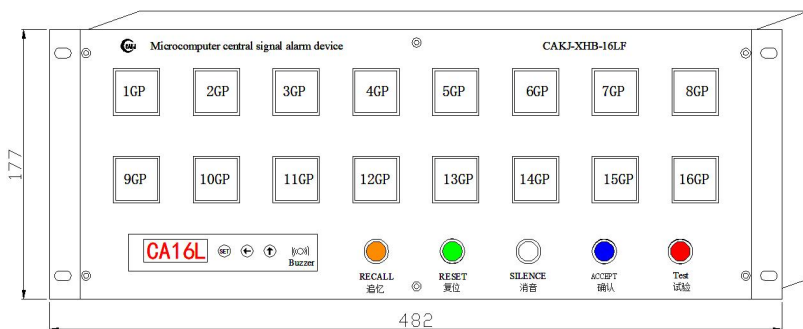 CAKJ
Microcomputer central signal alarm device
CAKJ-XHB-16LF
1GP 2GP 3GP 4GP 5GP 6GP 7GP 8GP
177
9GP 10GP 11GP 12GP 13GP 14GP 15GP 16GP
CA16L
SET
Buzzer
RECALL RESET SILENCE ACCEPT Test
追忆 复位 消音 确认 试验
482